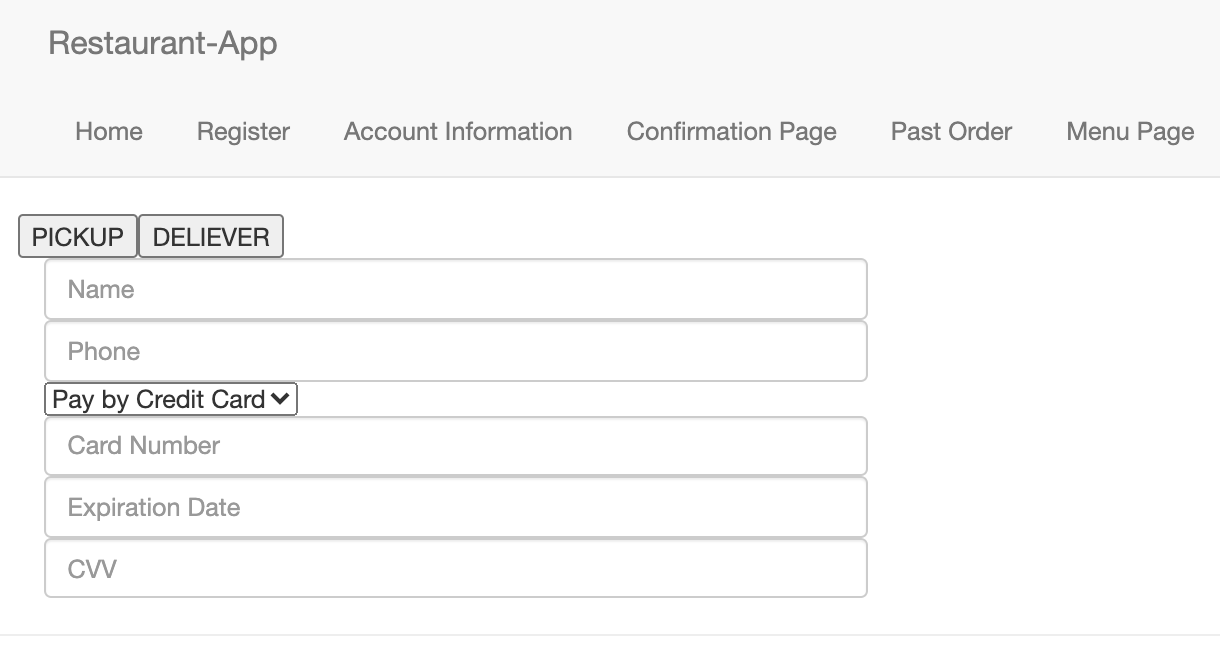 Restaurant-App
Home Register Account Information Confirmation Page Past Order Menu Page
PICKUP DELIEVER
Name
Phone
Pay by Credit Card
Card Number
Expiration Date
CVV